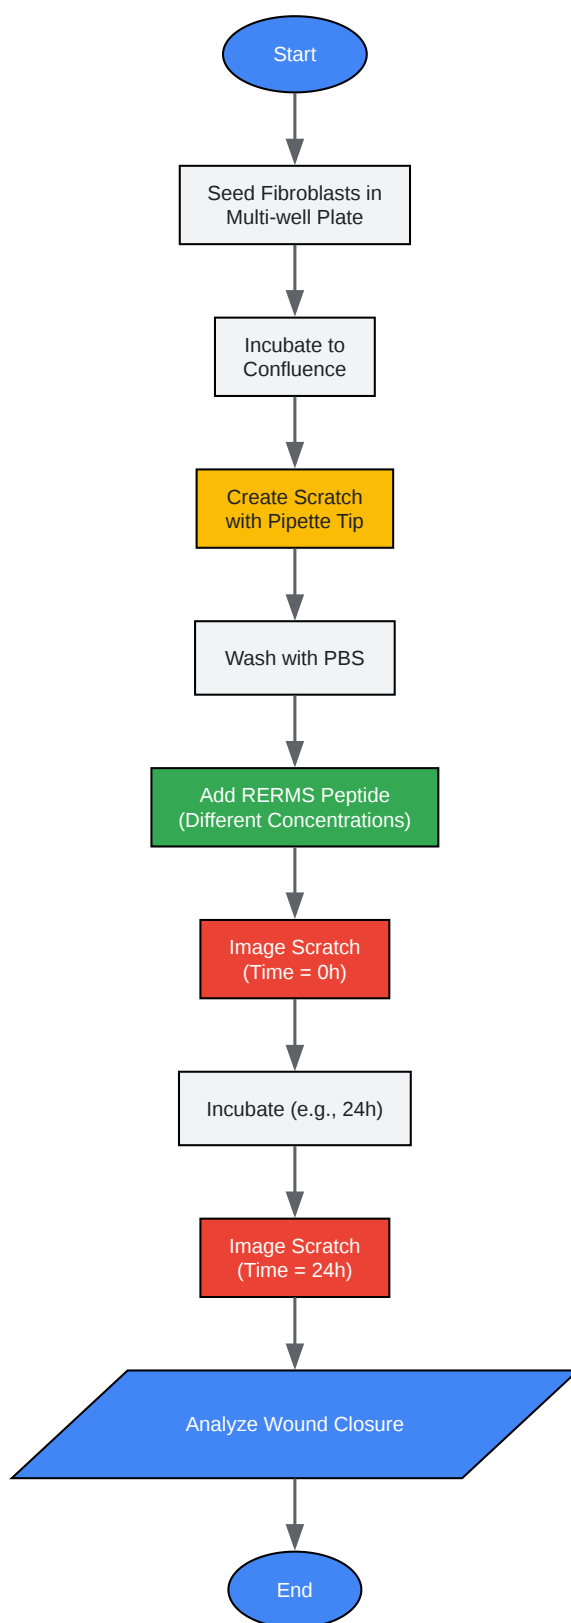 Start
Seed Fibroblasts in
Multi-well Plate
Incubate to
Confluence
Create Scratch
with Pipette Tip
Wash with PBS
Add RERMS Peptide
(Different Concentrations)
Image Scratch
(Time = 0h)
Incubate (e.g., 24h)
Image Scratch
(Time = 24h)
Analyze Wound Closure
End